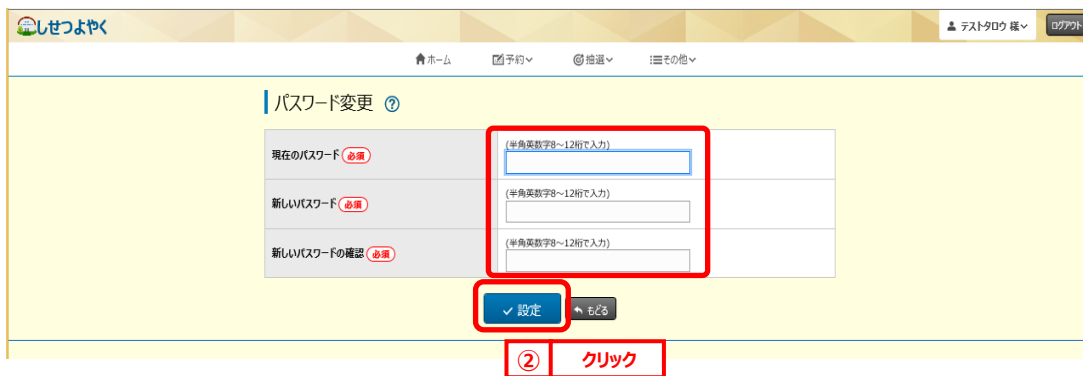 しせつよやく
テストタロウ 様
ログアウト
ホーム 予約 抽選 その他
パスワード変更 ?
現在のパスワード 必須 (半角英数字8～12桁で入力)
新しいパスワード 必須 (半角英数字8～12桁で入力)
新しいパスワードの確認 必須 (半角英数字8～12桁で入力)
設定 もどる
② クリック